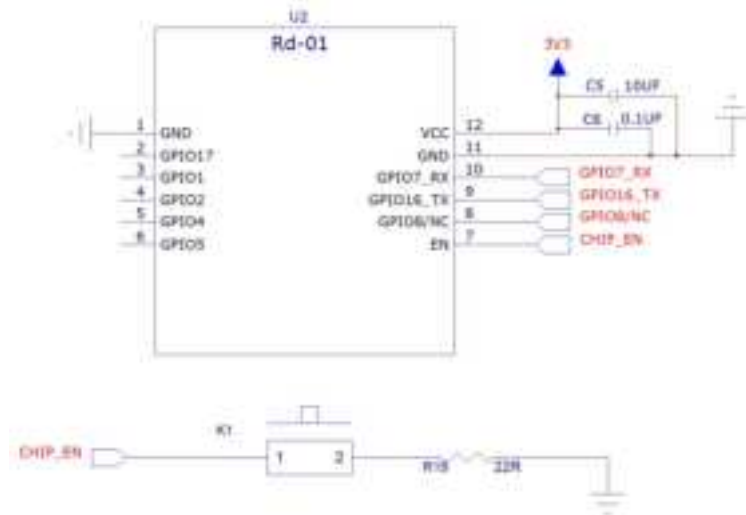 U2
Rd-01
3V3
C5 10UF
C6 0.1UF
1 GND
2 GPIO17
3 GPIO1
4 GPIO2
5 GPIO4
6 GPIO5
VCC 12
GND 11
GPIO7_RX 10 GPIO7_RX
GPIO16_TX 9 GPIO16_TX
GPIO8/NC 8 GPIO8/NC
EN 7 CHIP_EN
K1
CHIP_EN 1 2 22R